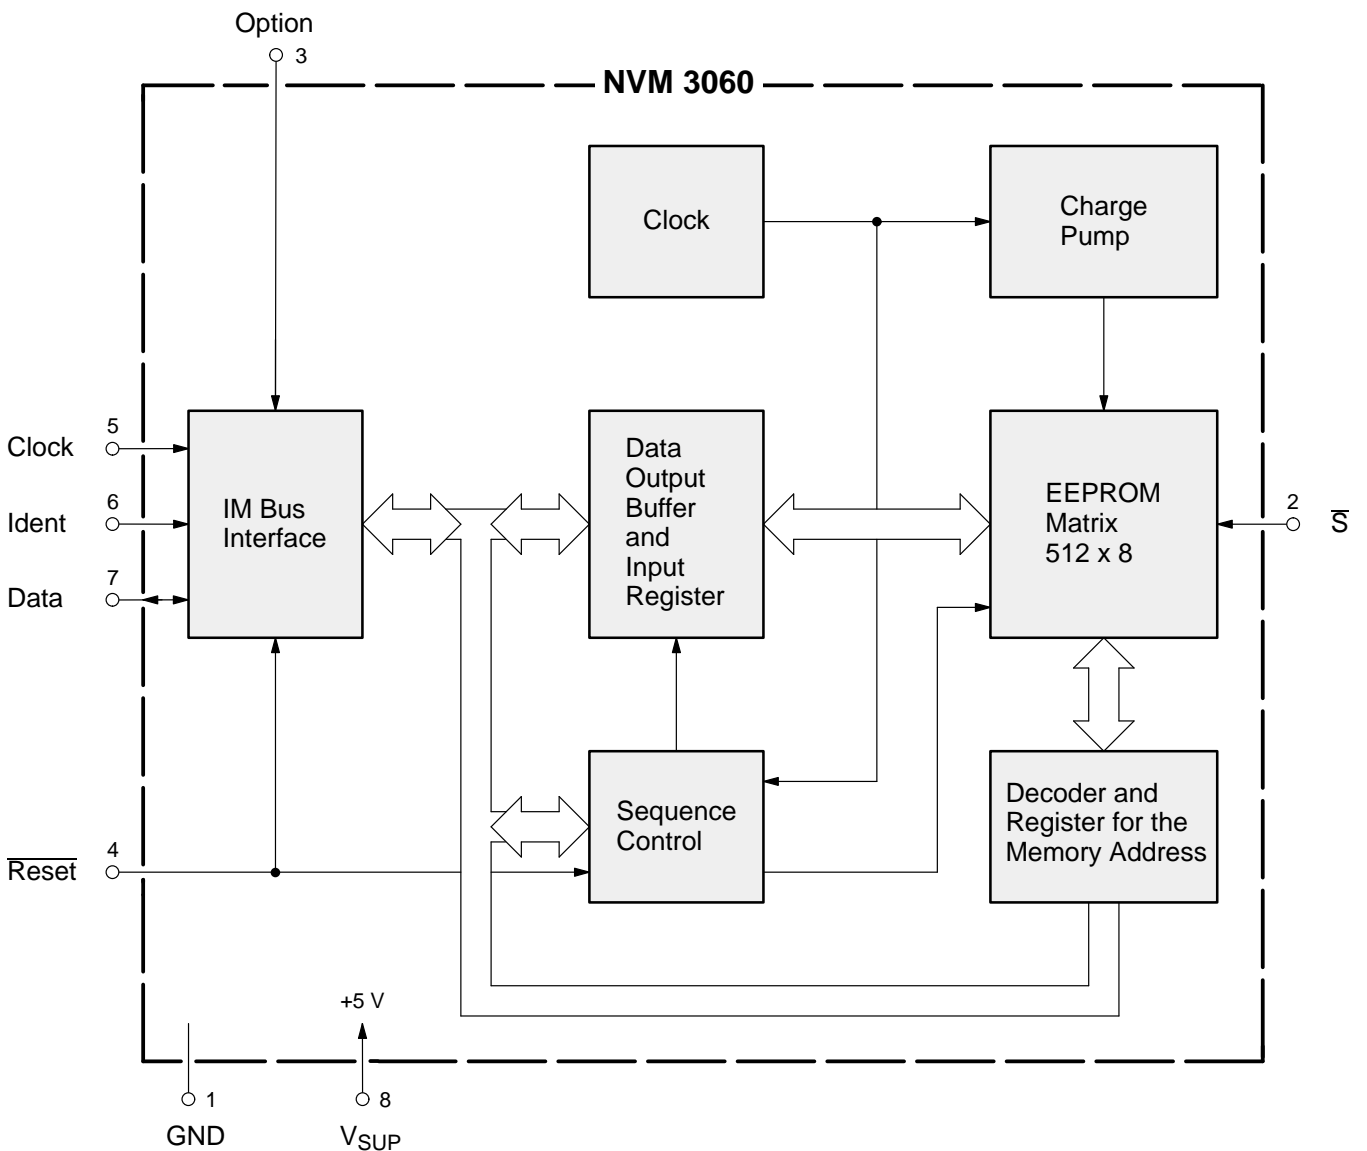 Option
3
NVM 3060
Clock
Charge
Pump
5
Clock
6
Ident
7
Data
IM Bus
Interface
Data
Output
Buffer
and
Input
Register
EEPROM
Matrix
512 x 8
2
S̅
Sequence
Control
Decoder and
Register for the
Memory Address
4
R̅e̅s̅e̅t̅
+5 V
1
GND
8
VSUP